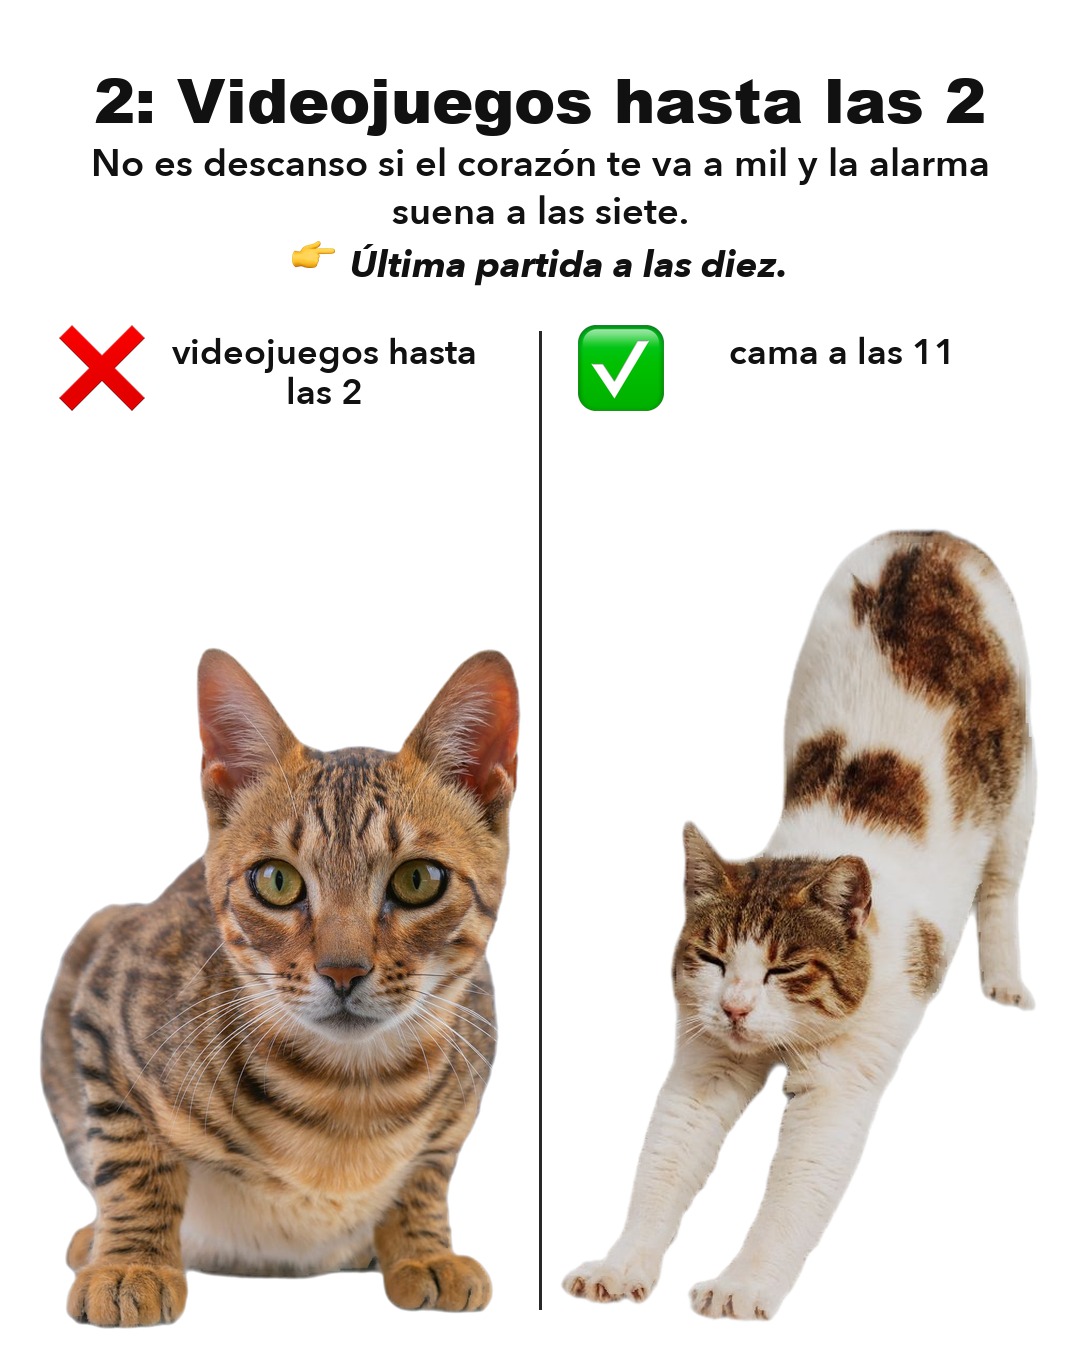 2: Videojuegos hasta las 2
No es descanso si el corazón te va a mil y la alarma
suena a las siete.
👉 Última partida a las diez.
❌ videojuegos hasta
las 2
✅ cama a las 11